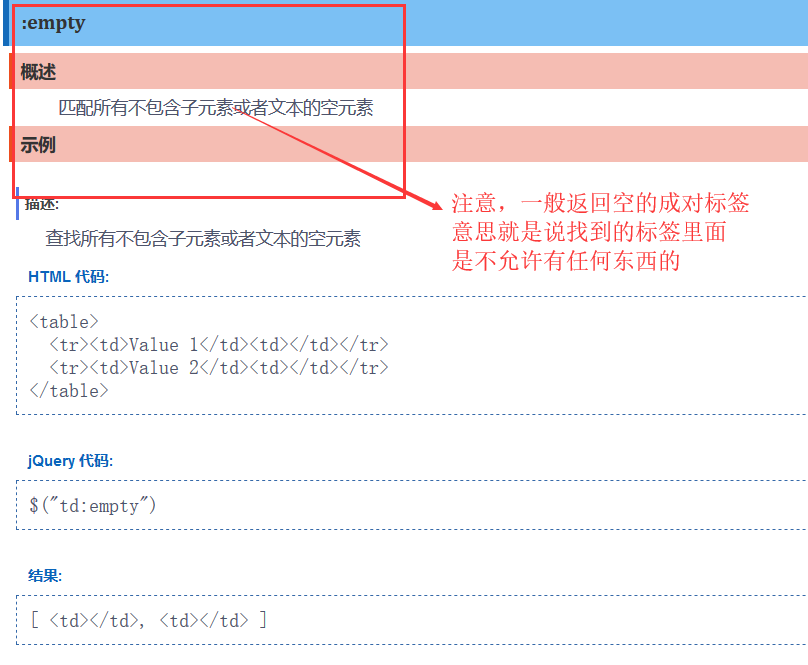 :empty
概述
匹配所有不包含子元素或者文本的空元素
示例
描述:
查找所有不包含子元素或者文本的空元素
注意，一般返回空的成对标签
意思就是说找到的标签里面
是不允许有任何东西的
HTML 代码:
<table>
  <tr><td>Value 1</td><td></td></tr>
  <tr><td>Value 2</td><td></td></tr>
</table>
jQuery 代码:
$("td:empty")
结果:
[ <td></td>, <td></td> ]